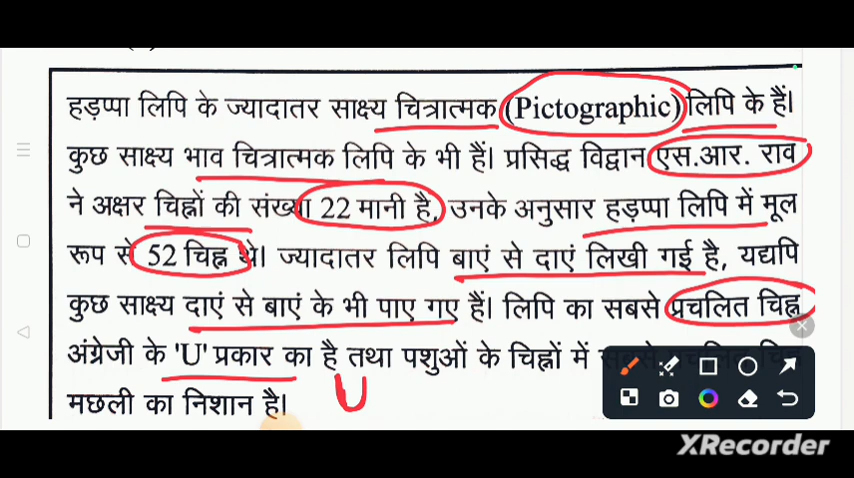 हड़प्पा लिपि के ज्यादातर साक्ष्य चित्रात्मक (Pictographic) लिपि के हैं।
कुछ साक्ष्य भाव चित्रात्मक लिपि के भी हैं। प्रसिद्ध विद्वान एस.आर. राव
ने अक्षर चिह्नों की संख्या 22 मानी है, उनके अनुसार हड़प्पा लिपि में मूल
रूप से 52 चिह्न थे। ज्यादातर लिपि बाएं से दाएं लिखी गई है, यद्यपि
कुछ साक्ष्य दाएं से बाएं के भी पाए गए हैं। लिपि का सबसे प्रचलित चिह्न
अंग्रेजी के 'U' प्रकार का है तथा पशुओं के चिह्नों में
मछली का निशान है।
U
XRecorder